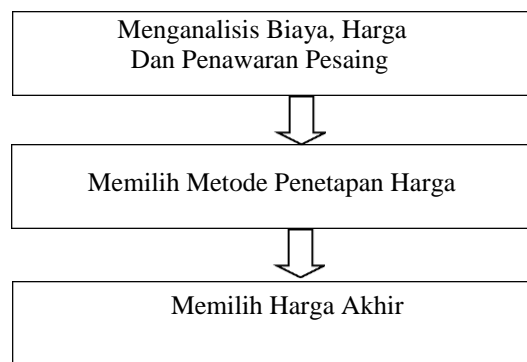 Menganalisis Biaya, Harga
Dan Penawaran Pesaing
Memilih Metode Penetapan Harga
Memilih Harga Akhir